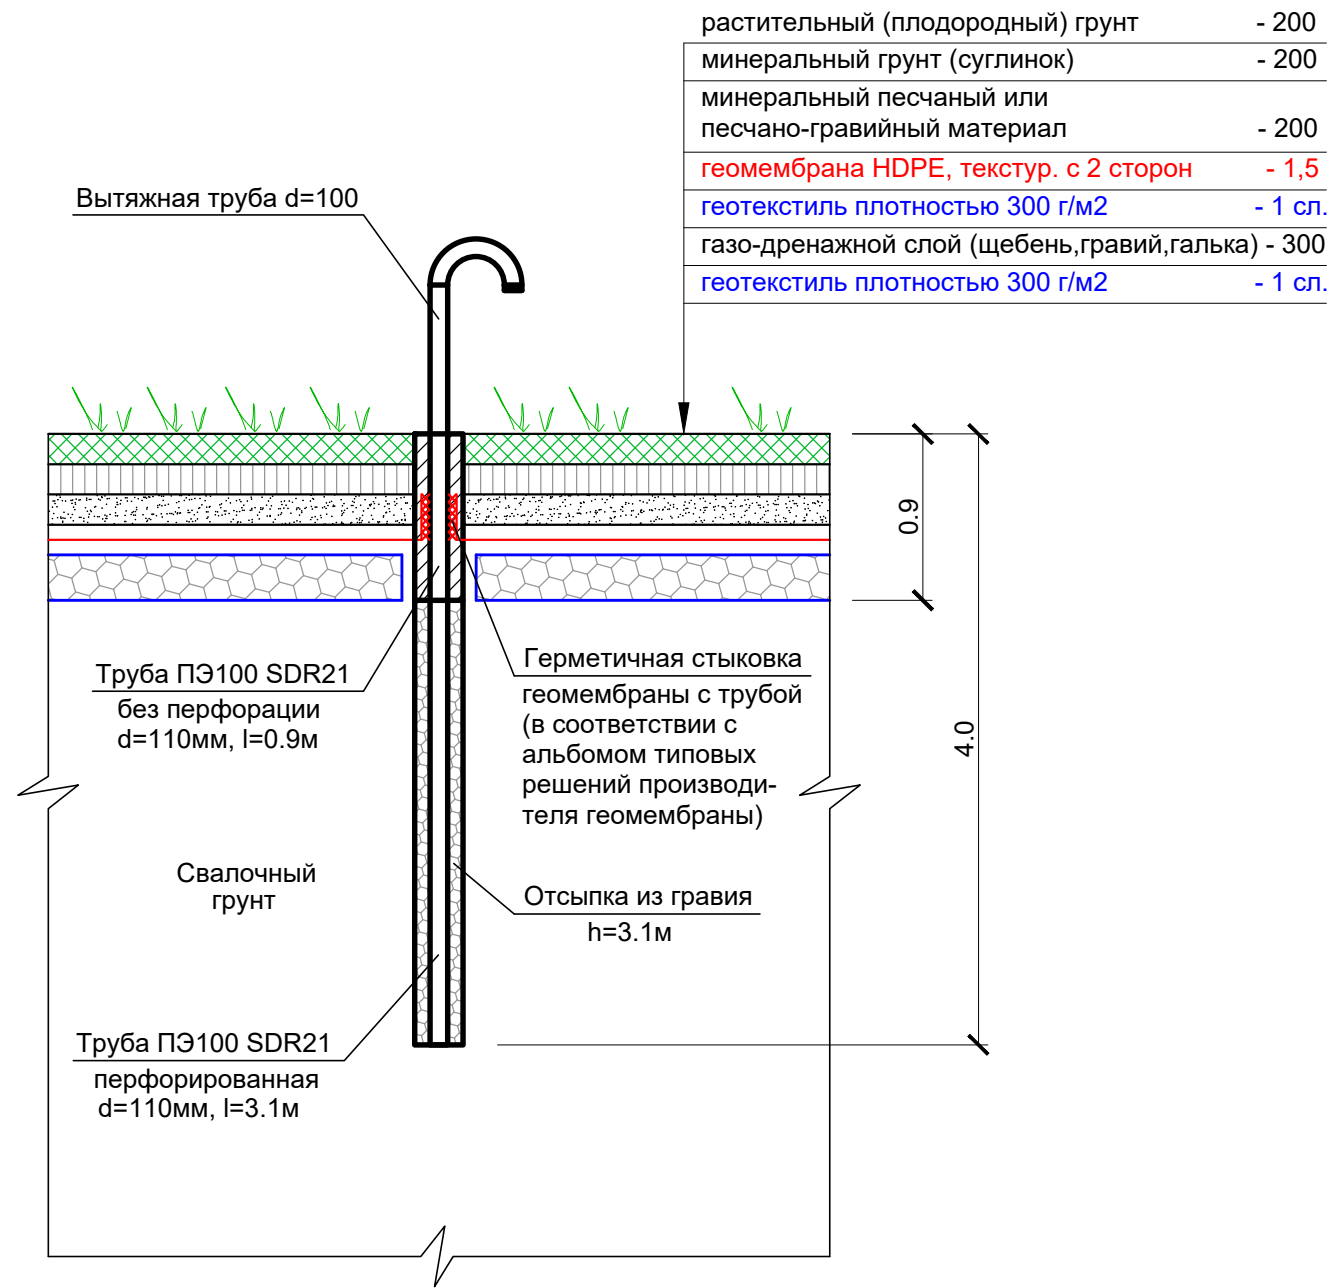 растительный (плодородный) грунт - 200
минеральный грунт (суглинок) - 200
минеральный песчаный или
песчано-гравийный материал - 200
геомембрана HDPE, текстур. с 2 сторон - 1,5
геотекстиль плотностью 300 г/м2 - 1 сл.
газо-дренажной слой (щебень,гравий,галька) - 300
геотекстиль плотностью 300 г/м2 - 1 сл.
Вытяжная труба d=100
0.9
4.0
Труба ПЭ100 SDR21
без перфорации
d=110мм, l=0.9м
Герметичная стыковка
геомембраны с трубой
(в соответствии с
альбомом типовых
решений производи-
теля геомембраны)
Свалочный
грунт
Отсыпка из гравия
h=3.1м
Труба ПЭ100 SDR21
перфорированная
d=110мм, l=3.1м